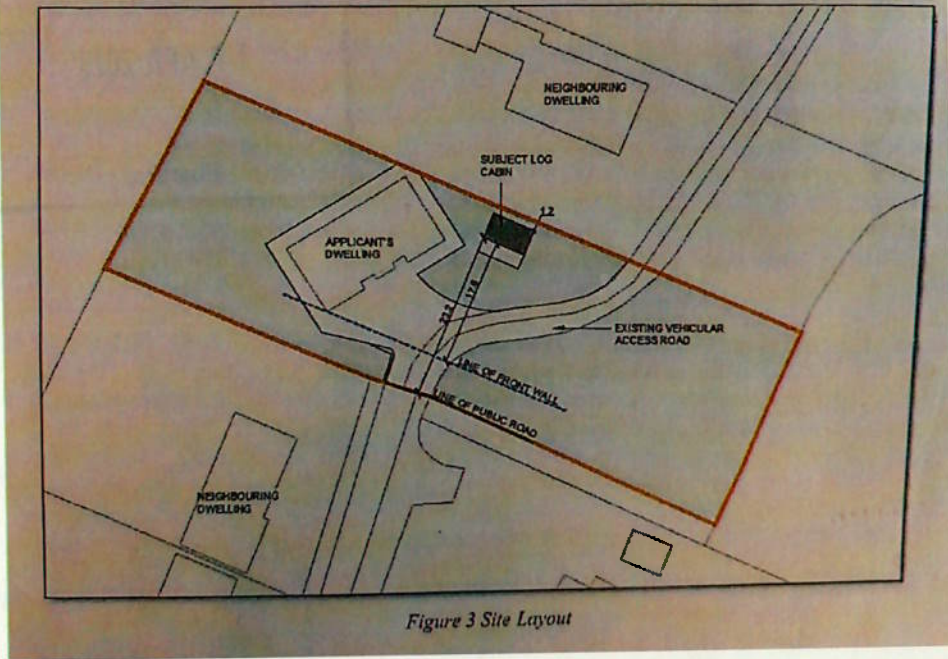 NEIGHBOURING
DWELLING
SUBJECT LOG
CABIN
1.2
APPLICANT'S
DWELLING
17.8
EXISTING VEHICULAR
ACCESS ROAD
LINE OF FRONT WALL
LINE OF PUBLIC ROAD
NEIGHBOURING
DWELLING
Figure 3 Site Layout